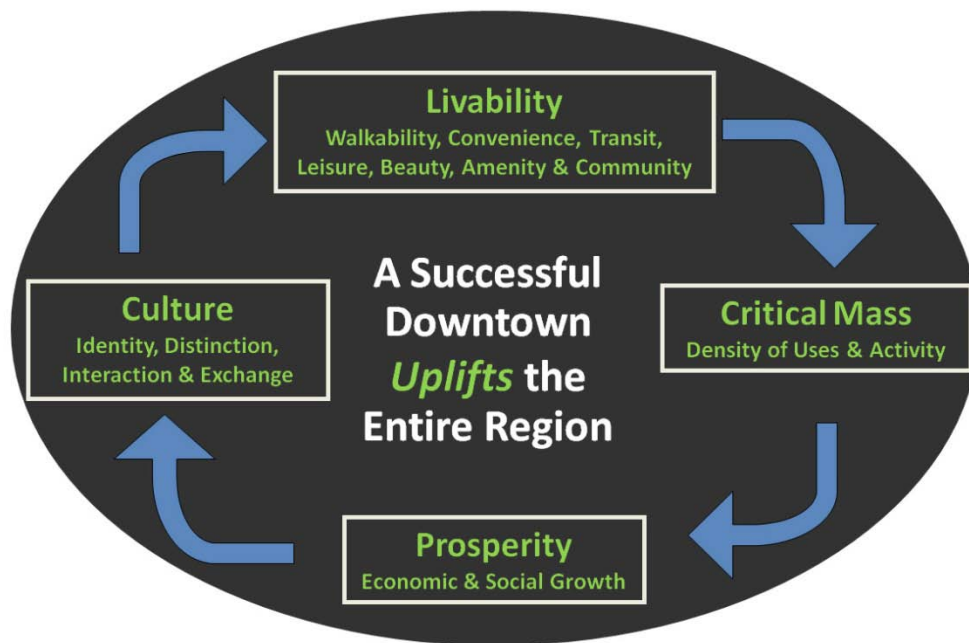 Livability
Walkability, Convenience, Transit,
Leisure, Beauty, Amenity & Community
A Successful
Downtown
Uplifts the
Entire Region
Culture
Identity, Distinction,
Interaction & Exchange
Critical Mass
Density of Uses & Activity
Prosperity
Economic & Social Growth